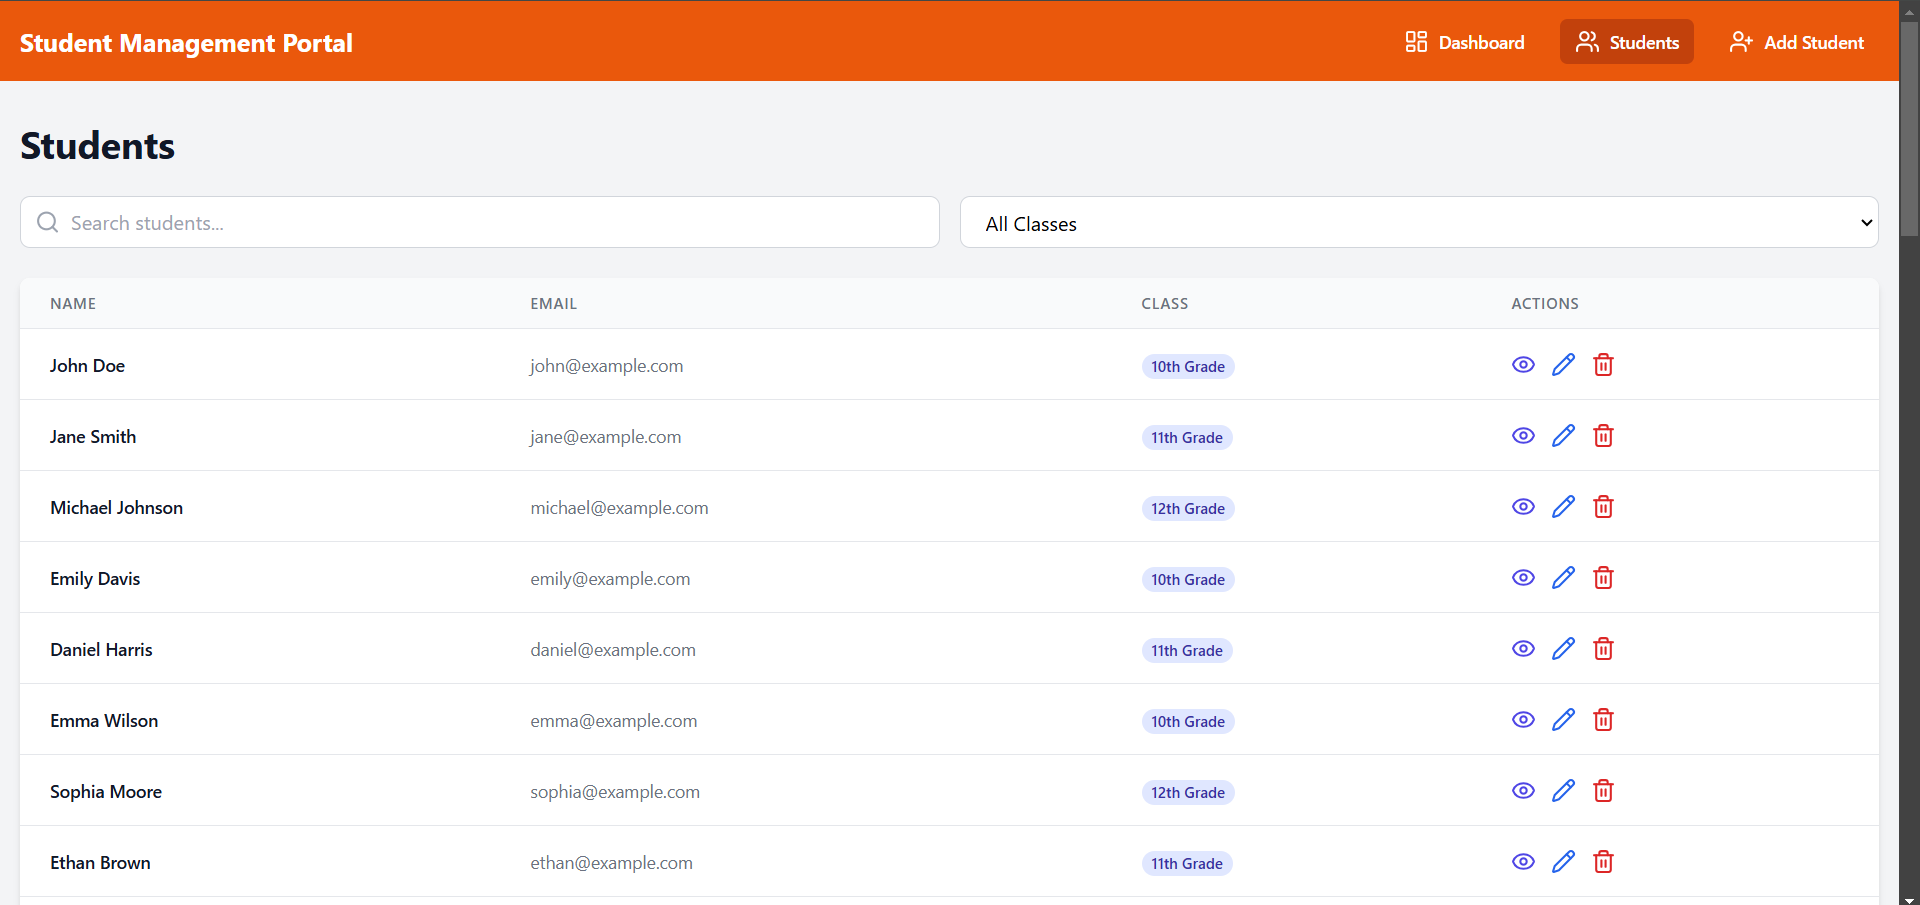 Student Management Portal
Dashboard
Students
Add Student
Students
Search students...
All Classes
NAME EMAIL CLASS ACTIONS
John Doe john@example.com 10th Grade
Jane Smith jane@example.com 11th Grade
Michael Johnson michael@example.com 12th Grade
Emily Davis emily@example.com 10th Grade
Daniel Harris daniel@example.com 11th Grade
Emma Wilson emma@example.com 10th Grade
Sophia Moore sophia@example.com 12th Grade
Ethan Brown ethan@example.com 11th Grade